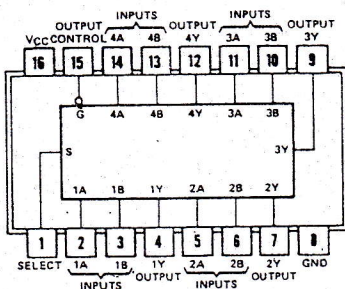 INPUTS INPUTS
OUTPUT OUTPUT OUTPUT
VCC CONTROL 4A 4B 4Y 3A 3B 3Y
16 15 14 13 12 11 10 9
G 4A 4B 4Y 3A 3B
S 3Y
1A 1B 1Y 2A 2B 2Y
1 2 3 4 5 6 7 8
SELECT 1A 1B OUTPUT 1Y 2A 2B OUTPUT 2Y GND
INPUTS INPUTS